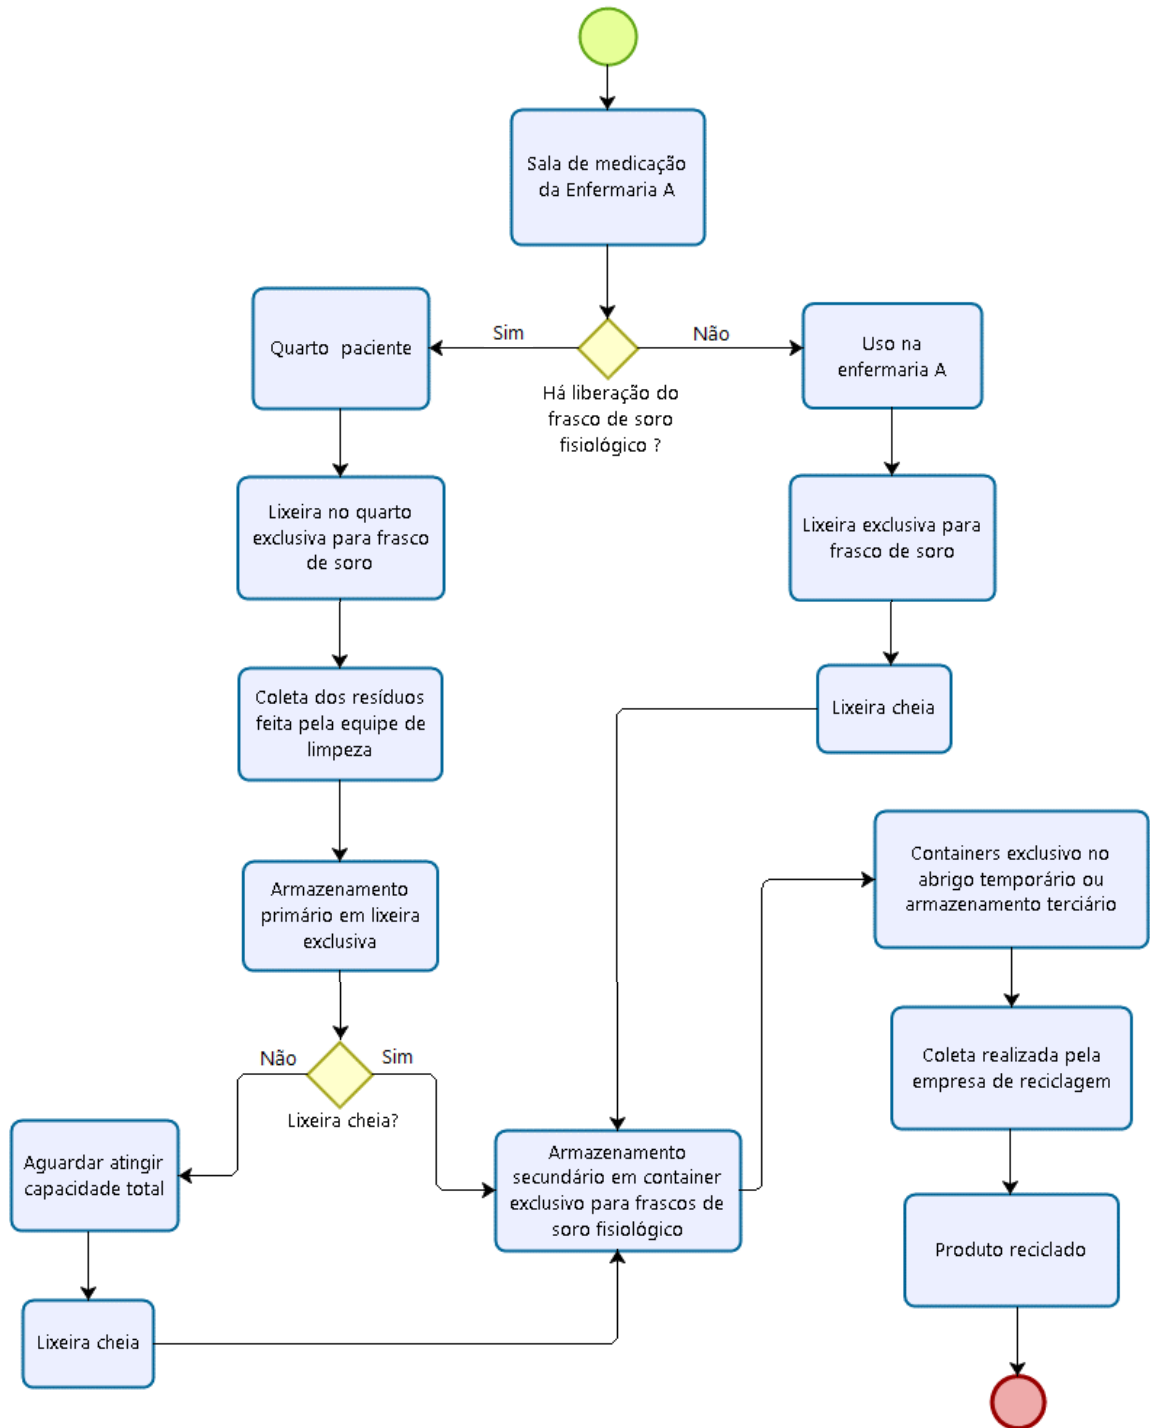 Sala de medicação
da Enfermaria A
Quarto paciente
Sim
Não
Uso na
enfermaria A
Há liberação do
frasco de soro
fisiológico ?
Lixeira no quarto
exclusiva para frasco
de soro
Lixeira exclusiva para
frasco de soro
Coleta dos resíduos
feita pela equipe de
limpeza
Lixeira cheia
Armazenamento
primário em lixeira
exclusiva
Containers exclusivo no
abrigo temporário ou
armazenamento terciário
Não
Sim
Lixeira cheia?
Coleta realizada pela
empresa de reciclagem
Aguardar atingir
capacidade total
Armazenamento
secundário em container
exclusivo para frascos de
soro fisiológico
Produto reciclado
Lixeira cheia